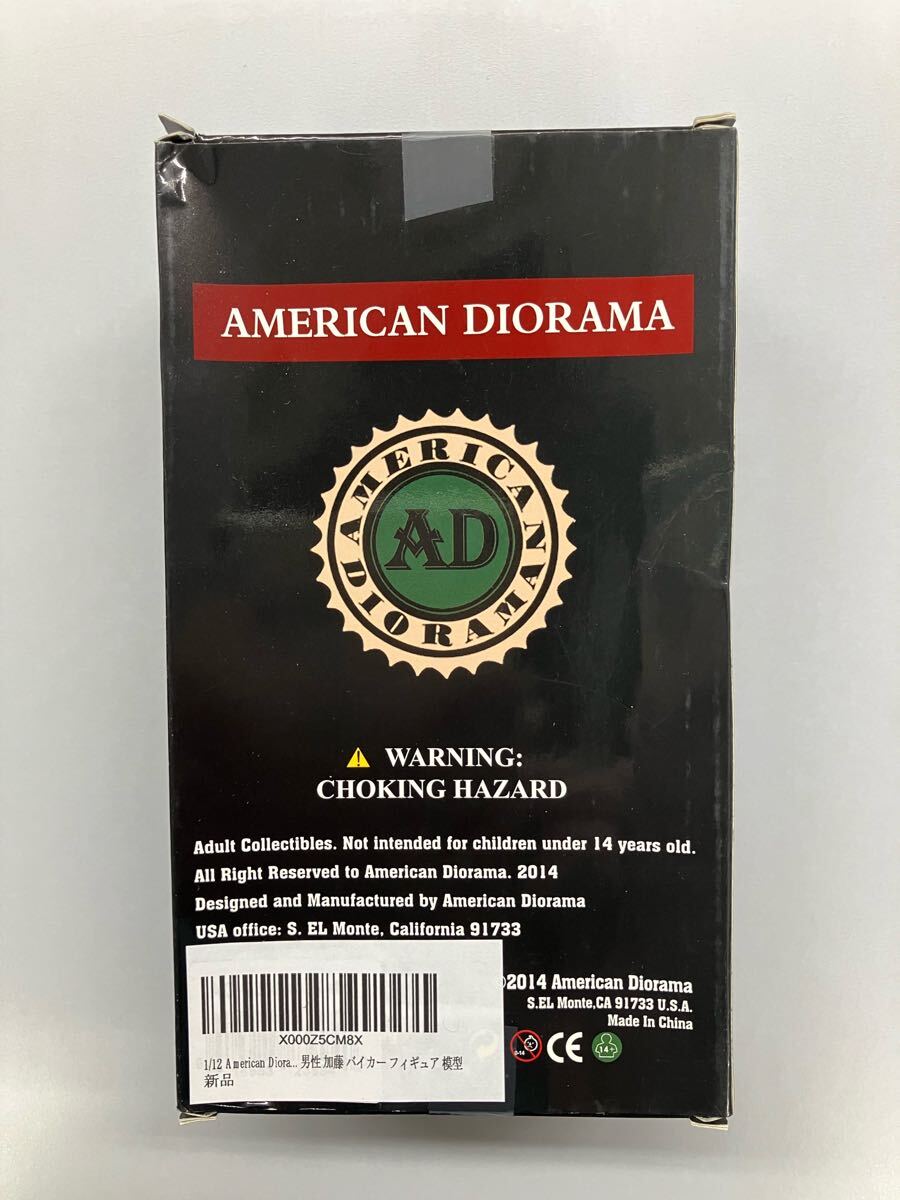 AMERICAN DIORAMA
AMERICAN
AD
DIORAMA
WARNING:
CHOKING HAZARD
Adult Collectibles. Not intended for children under 14 years old.
All Right Reserved to American Diorama. 2014
Designed and Manufactured by American Diorama
USA office: S. EL Monte, California 91733
©2014 American Diorama
S.EL Monte,CA 91733 U.S.A.
Made In China
X000Z5CM8X
0-14
CE
14+
1/12 American Diora... 男性 加藤 バイカー フィギュア 模型
新品